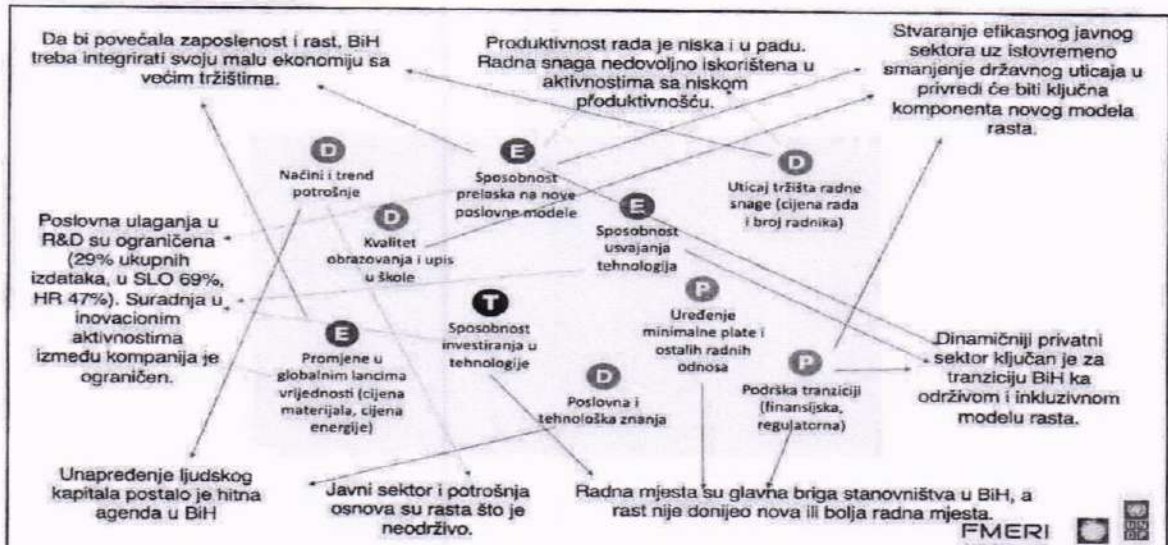 Da bi povećala zaposlenost i rast, BiH
treba integrirati svoju malu ekonomiju sa
većim tržištima.
Produktivnost rada je niska i u padu.
Radna snaga nedovoljno iskorištena u
aktivnostima sa niskom
produktivnošću.
Stvaranje efikasnog javnog
sektora uz istovremeno
smanjenje državnog uticaja u
privredi će biti ključna
komponenta novog modela
rasta.
D
Načini i trend
potrošnje
E
Sposobnost
prelaska na nove
poslovne modele
D
Uticaj tržišta radne
snage (cijena rada
i broj radnika)
Poslovna ulaganja u
R&D su ograničena
(29% ukupnih
izdataka, u SLO 69%,
HR 47%). Suradnja u
inovacionim
aktivnostima
između kompanija je
ograničen.
D
Kvalitet
obrazovanja i upis
u škole
E
Sposobnost
usvajanja
tehnologija
T
Sposobnost
investiranja u
tehnologije
P
Uređenje
minimalne plate i
ostalih radnih
odnosa
E
Promjene u
globalnim lancima
vrijednosti (cijena
materijala, cijena
energije)
D
Poslovna i
tehnološka znanja
P
Podrška tranziciji
(finansijska,
regulatorna)
Dinamičniji privatni
sektor ključan je za
tranziciju BiH ka
održivom i inkluzivnom
modelu rasta.
Unapređenje ljudskog
kapitala postalo je hitna
agenda u BiH
Javni sektor i potrošnja
osnova su rasta što je
neodrživo.
Radna mjesta su glavna briga stanovništva u BiH, a
rast nije donijeo nova ili bolja radna mjesta.
FMERI
UN
DP